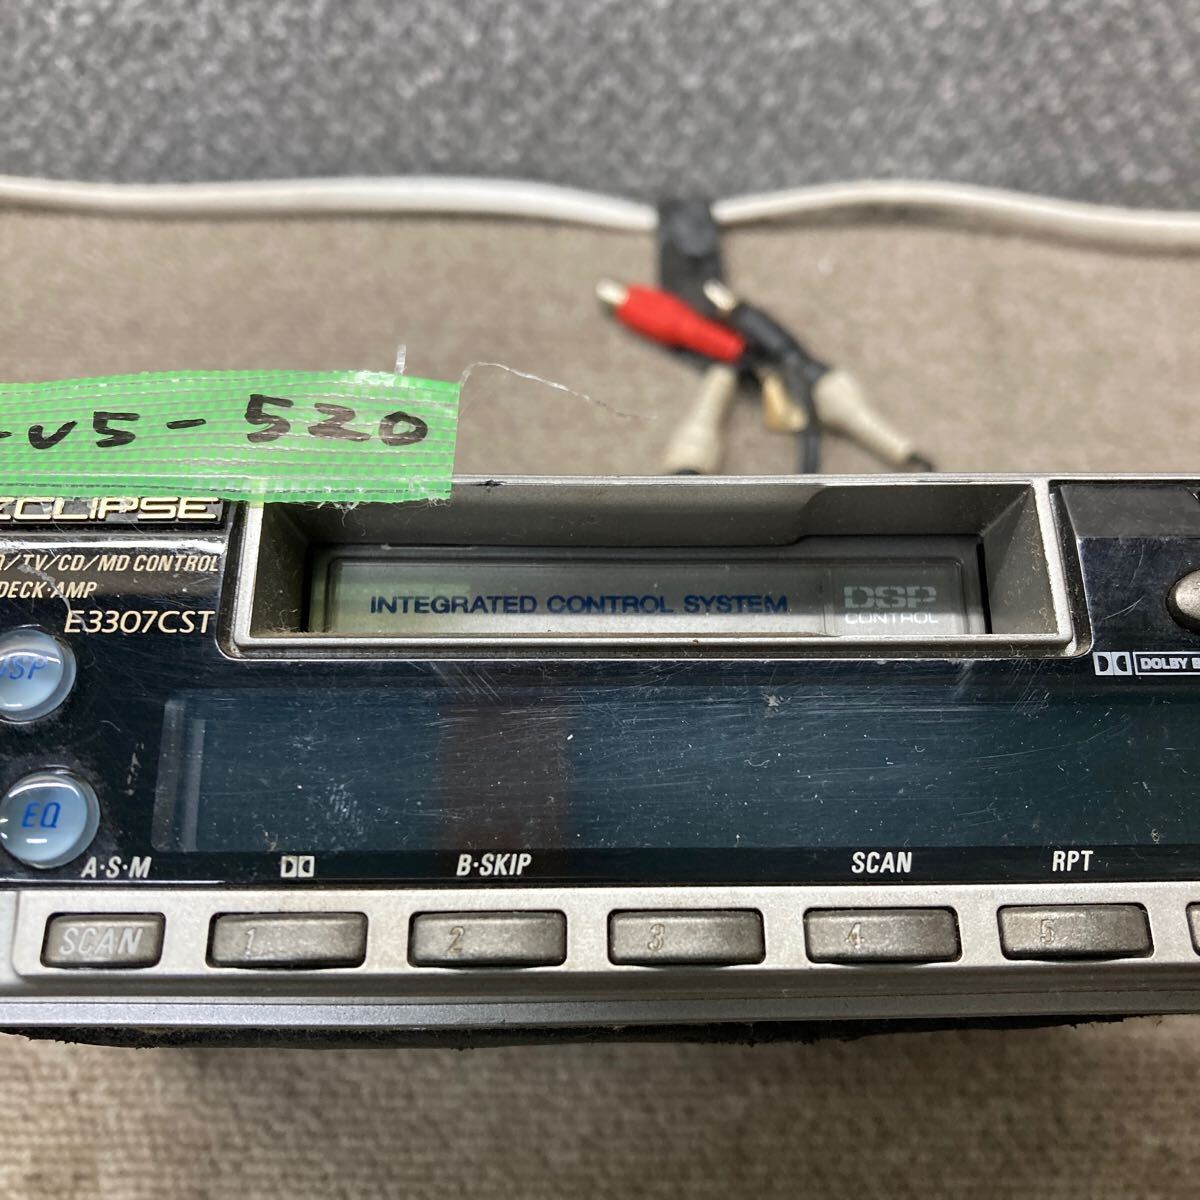 -U5-520
ECLIPSE
/TV/CD/MD CONTROL
DECK·AMP
E3307CST
INTEGRATED CONTROL SYSTEM
DSP
CONTROL
DOLBY B
DSP
EQ
A·S·M
B·SKIP
SCAN
RPT
SCAN
1
2
3
4
5